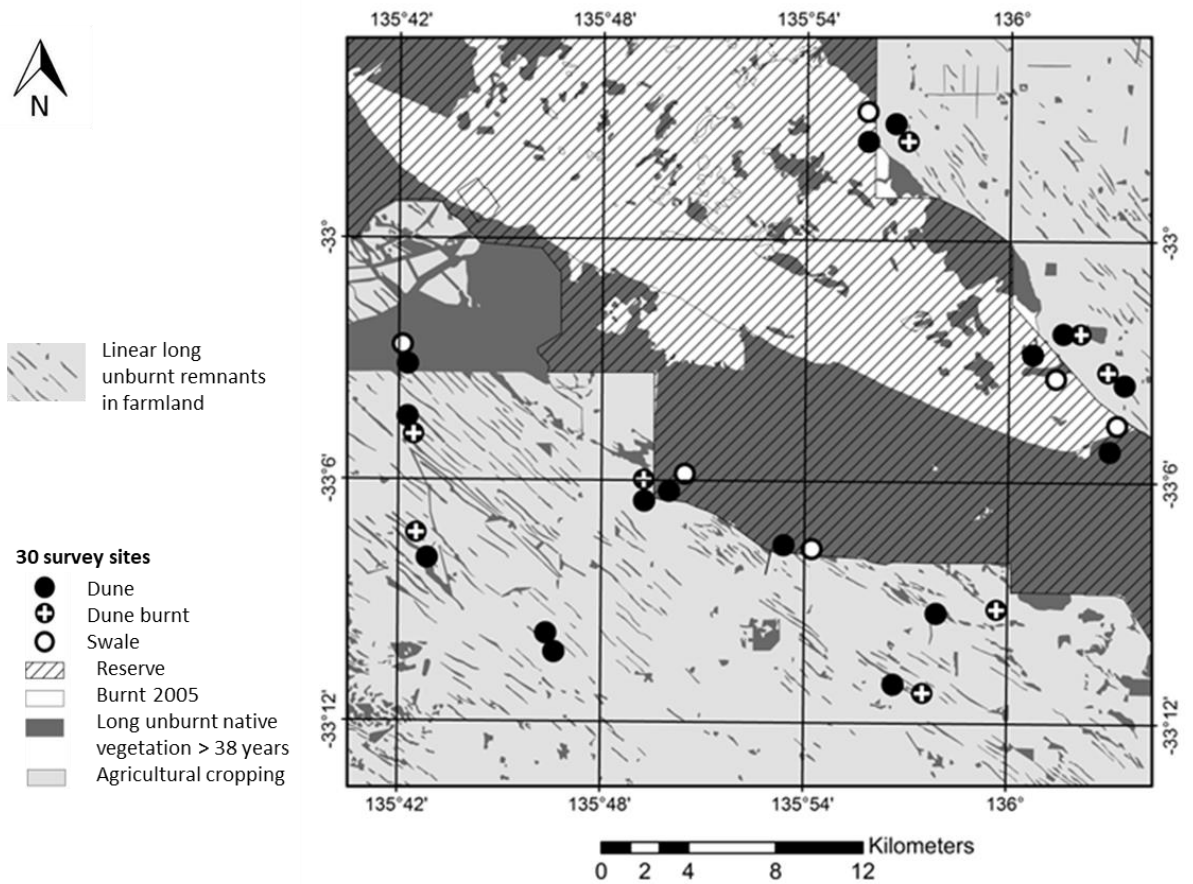 135°42'
135°48'
135°54'
136°
N
-33°
-33°
Linear long
unburnt remnants
in farmland
-33°6'
-33°6'
30 survey sites
Dune
Dune burnt
Swale
Reserve
Burnt 2005
Long unburnt native
vegetation > 38 years
Agricultural cropping
-33°12'
-33°12'
135°42'
135°48'
135°54'
136°
Kilometers
0 2 4 8 12